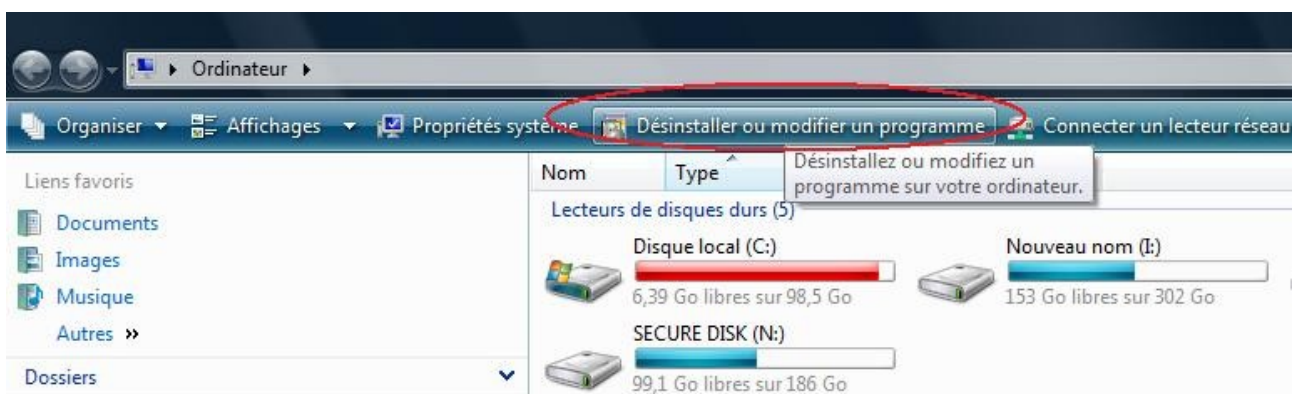 Ordinateur
Organiser Affichages Propriétés système Désinstaller ou modifier un programme Connecter un lecteur réseau
Liens favoris
Documents
Images
Musique
Autres »
Dossiers
Nom Type
Désinstallez ou modifiez un
programme sur votre ordinateur.
Lecteurs de disques durs (5)
Disque local (C:)
6,39 Go libres sur 98,5 Go
Nouveau nom (I:)
153 Go libres sur 302 Go
SECURE DISK (N:)
99,1 Go libres sur 186 Go